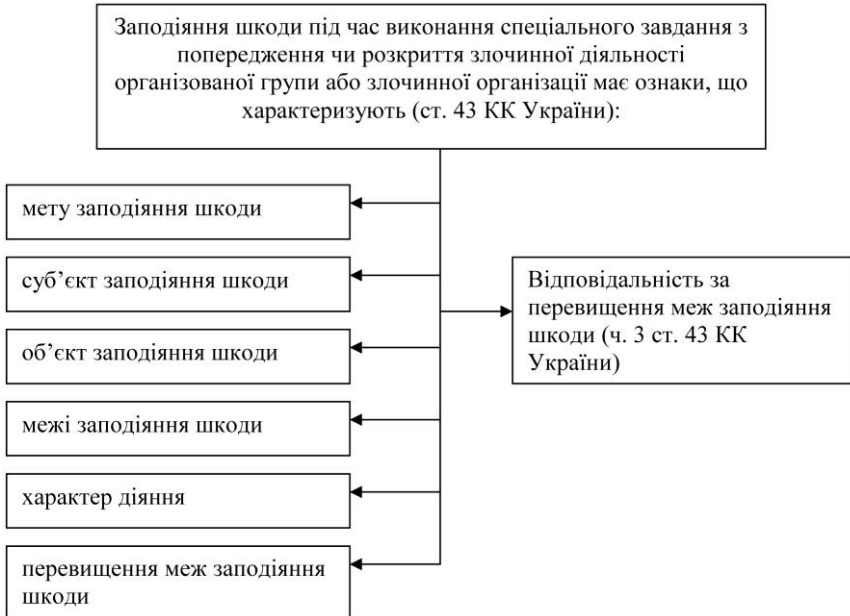 Заподіяння шкоди під час виконання спеціального завдання з
попередження чи розкриття злочинної діяльності
організованої групи або злочинної організації має ознаки, що
характеризують (ст. 43 КК України):
мету заподіяння шкоди
суб’єкт заподіяння шкоди
об’єкт заподіяння шкоди
межі заподіяння шкоди
характер діяння
перевищення меж заподіяння
шкоди
Відповідальність за
перевищення меж заподіяння
шкоди (ч. 3 ст. 43 КК
України)